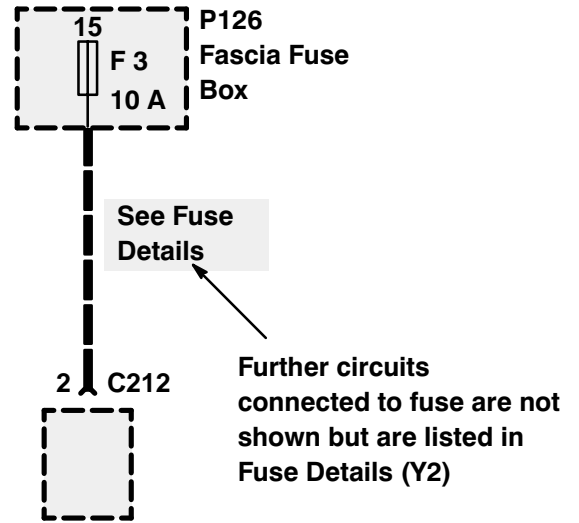 15
F 3
10 A
P126
Fascia Fuse
Box
See Fuse
Details
Further circuits
connected to fuse are not
shown but are listed in
Fuse Details (Y2)
2
C212